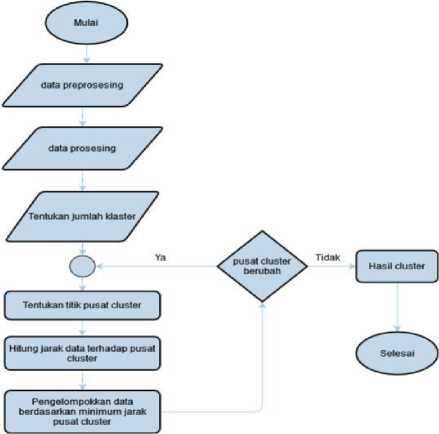 Mulai
data preprosesing
data prosesing
Tentukan jumlah klaster
Ya
pusat cluster
berubah
Tidak
Hasil cluster
Tentukan titik pusat cluster
Hitung jarak data terhadap pusat
cluster
Selesai
Pengelompokkan data
berdasarkan minimum jarak
pusat cluster